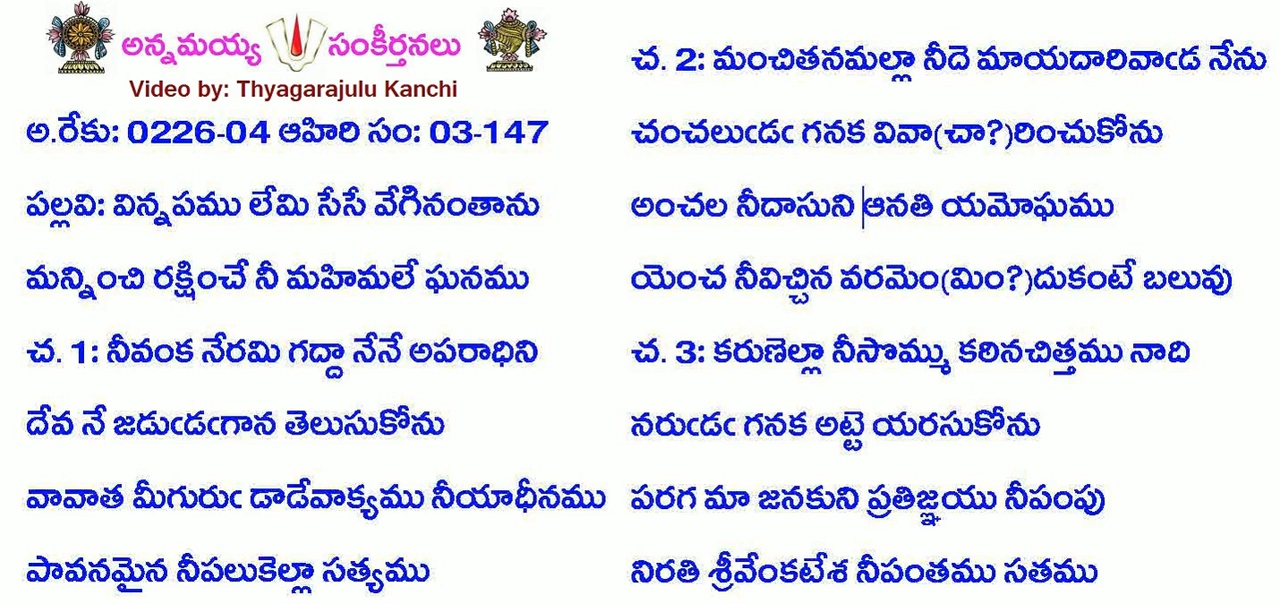 అన్నమయ్య సంకీర్తనలు
Video by: Thyagarajulu Kanchi
అ.రేకు: 0226-04 ఆహిరి సం: 03-147
పల్లవి: విన్నపము లేమి సేసే వేగినంతాను
మన్నించి రక్షించే నీ మహిమలే ఘనము
చ. 1: నీవంక నేరమి గద్దా నేనే అపరాధిని
దేవ నే జడుఁడఁగాన తెలుసుకోను
వావాత మీగురుఁ డాడేవాక్యము నీయాధీనము
పావనమైన నీపలుకెల్లా సత్యము
చ. 2: మంచితనమల్లా నీదె మాయదారివాఁడ నేను
చంచలుఁడఁ గనక వివా(చా?)రించుకోను
అంచల నీదాసుని ఆనతి యమోఘము
యెంచ నీవిచ్చిన వరమెం(మిం?)దుకంటే బలువు
చ. 3: కరుణెల్లా నీసొమ్ము కఠినచిత్తము నాది
నరుఁడఁ గనక అట్టె యరసుకోను
పరగ మా జనకుని ప్రతిజ్ఞయు నీపంపు
నిరతి శ్రీవేంకటేశ నీపంతము సతము